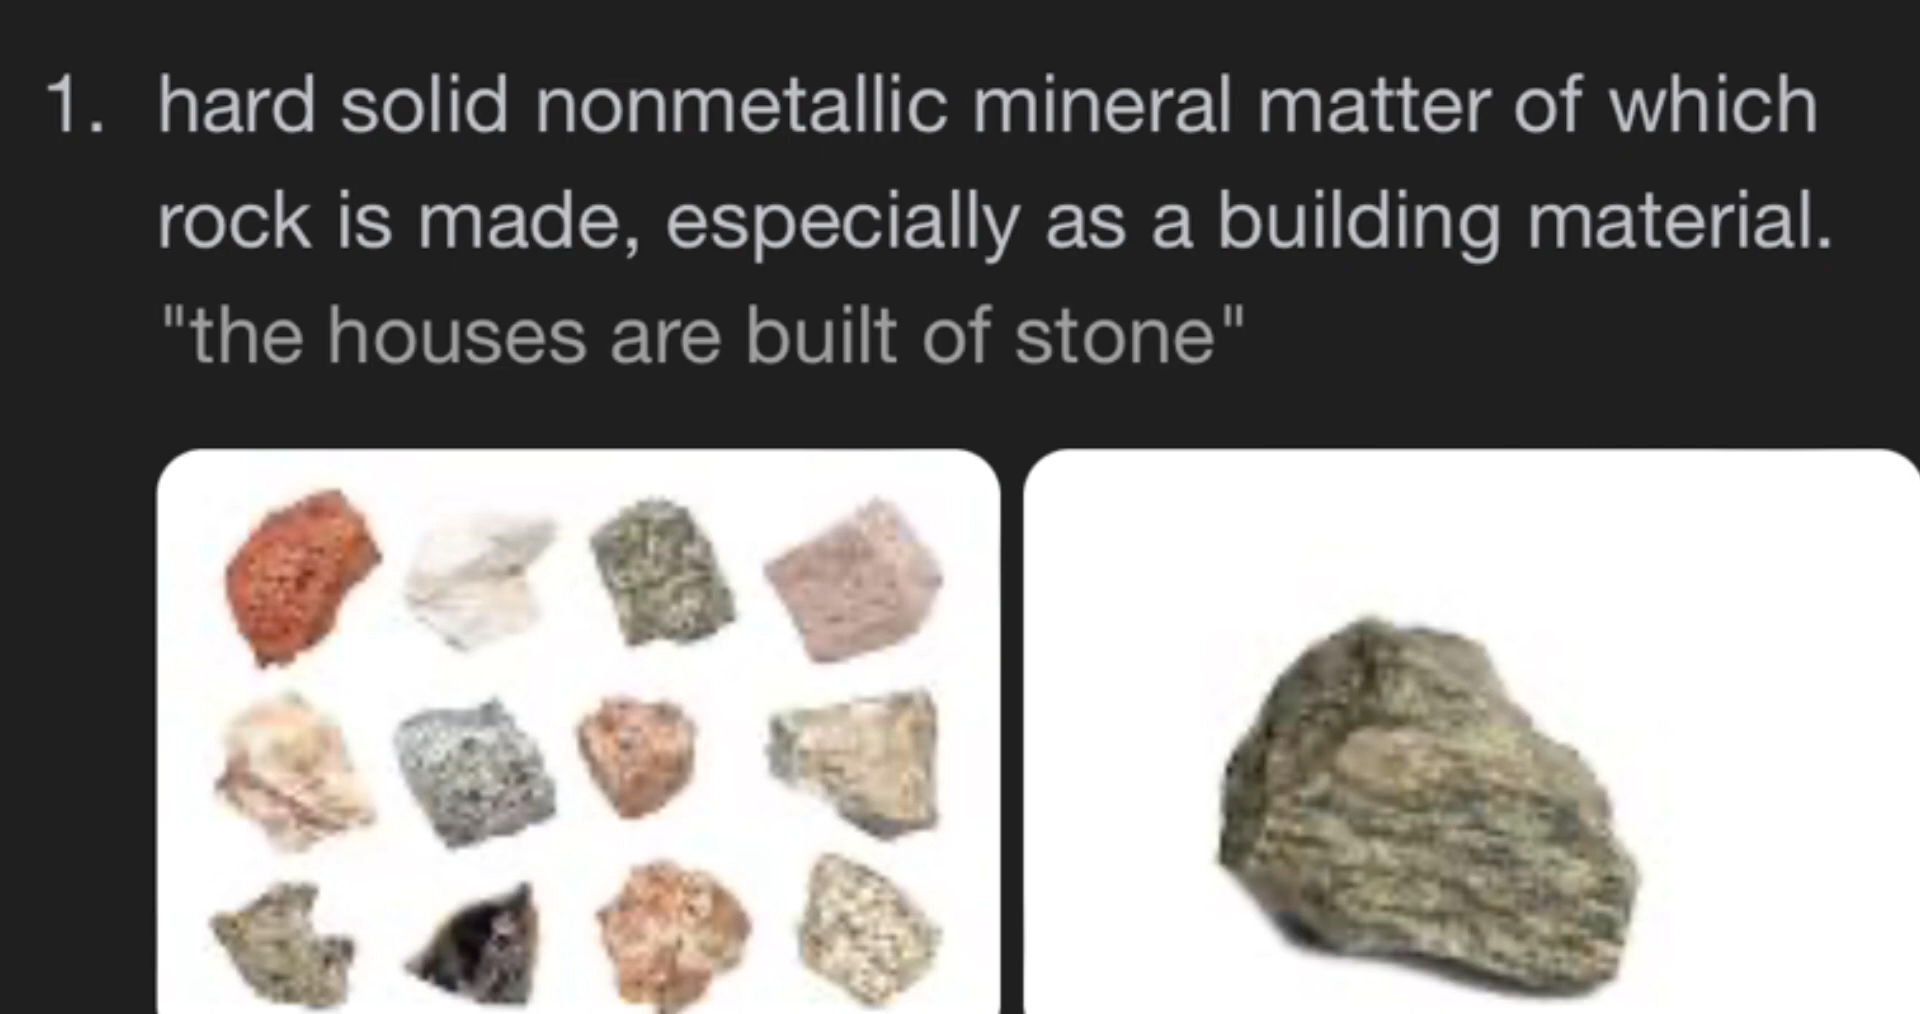 1. hard solid nonmetallic mineral matter of which
rock is made, especially as a building material.
"the houses are built of stone"